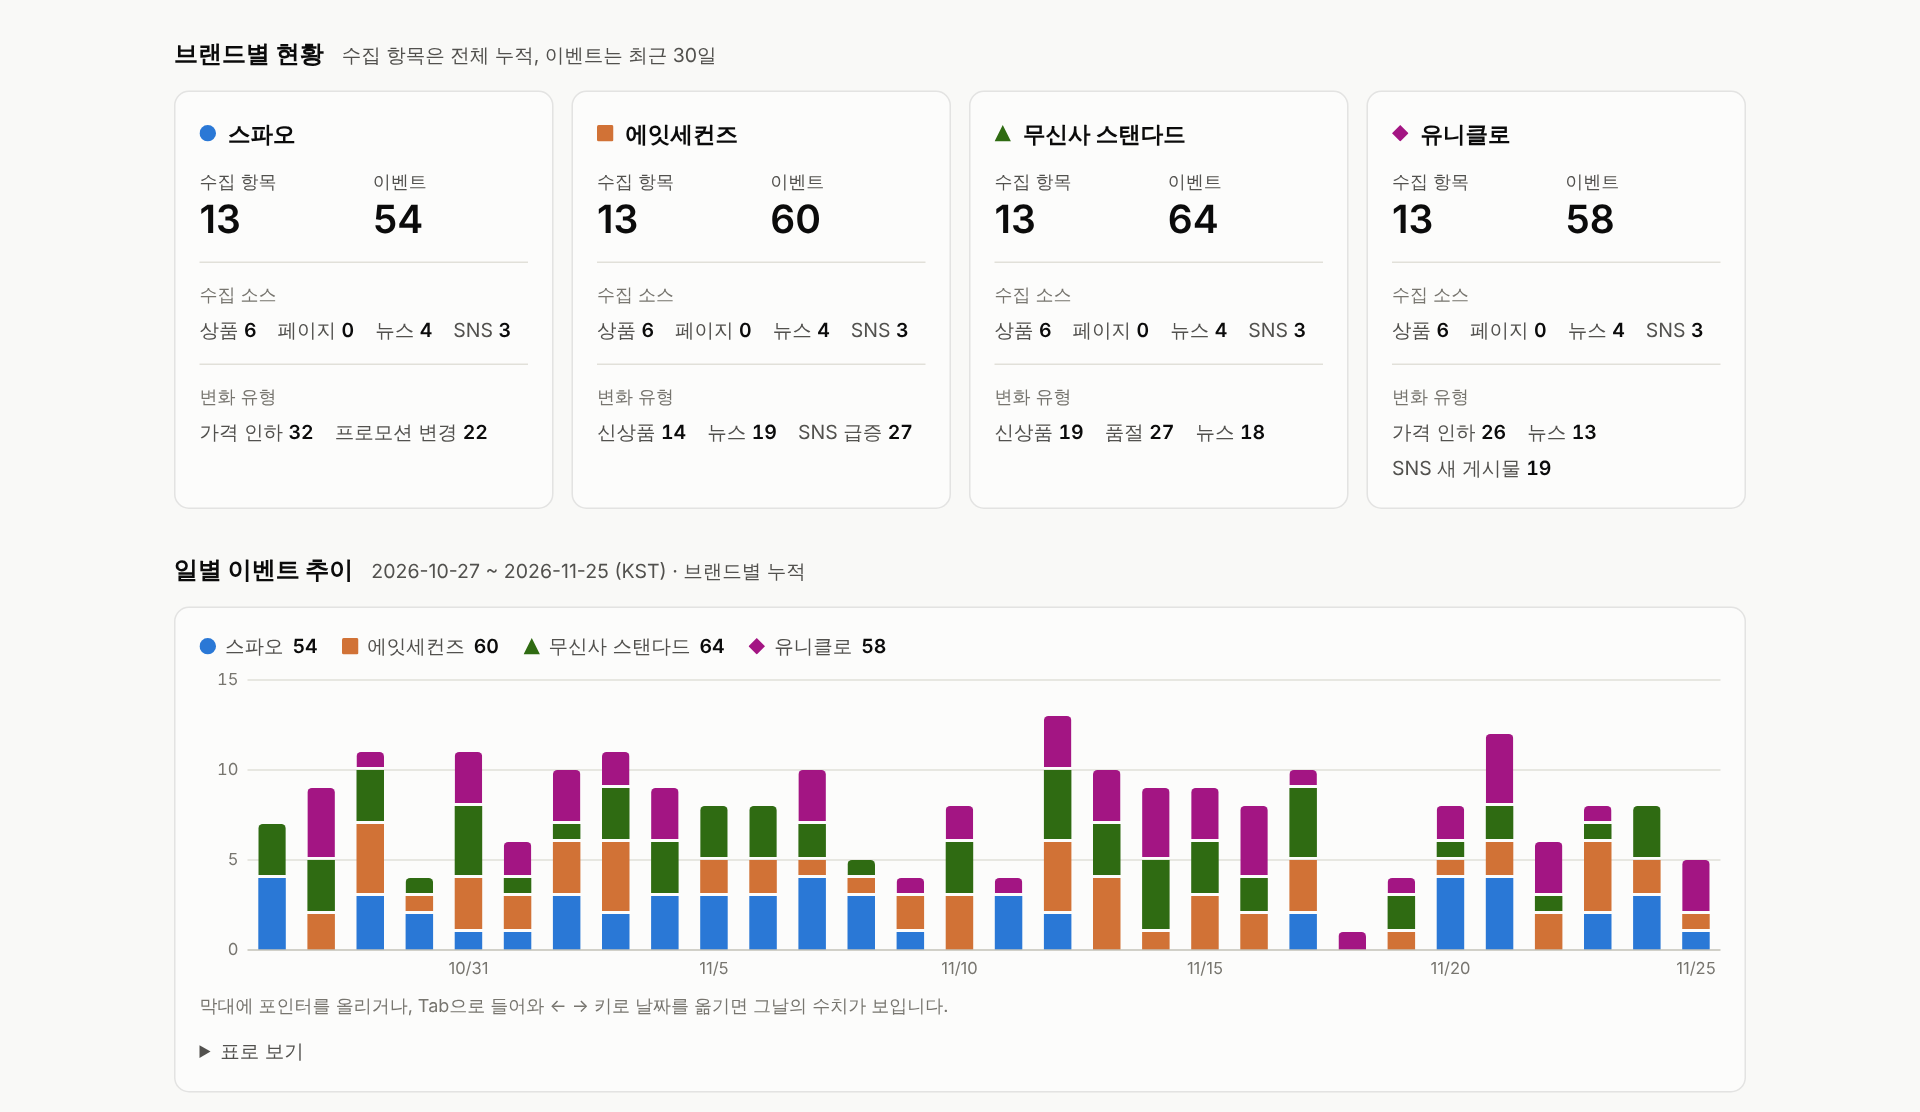 브랜드별 현황 수집 항목은 전체 누적, 이벤트는 최근 30일
스파오
수집 항목 이벤트
13 54
수집 소스
상품 6 페이지 0 뉴스 4 SNS 3
변화 유형
가격 인하 32 프로모션 변경 22
에잇세컨즈
수집 항목 이벤트
13 60
수집 소스
상품 6 페이지 0 뉴스 4 SNS 3
변화 유형
신상품 14 뉴스 19 SNS 급증 27
무신사 스탠다드
수집 항목 이벤트
13 64
수집 소스
상품 6 페이지 0 뉴스 4 SNS 3
변화 유형
신상품 19 품절 27 뉴스 18
유니클로
수집 항목 이벤트
13 58
수집 소스
상품 6 페이지 0 뉴스 4 SNS 3
변화 유형
가격 인하 26 뉴스 13
SNS 새 게시물 19
일별 이벤트 추이 2026-10-27 ~ 2026-11-25 (KST) · 브랜드별 누적
스파오 54 에잇세컨즈 60 무신사 스탠다드 64 유니클로 58
15
10
5
0
10/31 11/5 11/10 11/15 11/20 11/25
막대에 포인터를 올리거나, Tab으로 들어와 ← → 키로 날짜를 옮기면 그날의 수치가 보입니다.
▶ 표로 보기